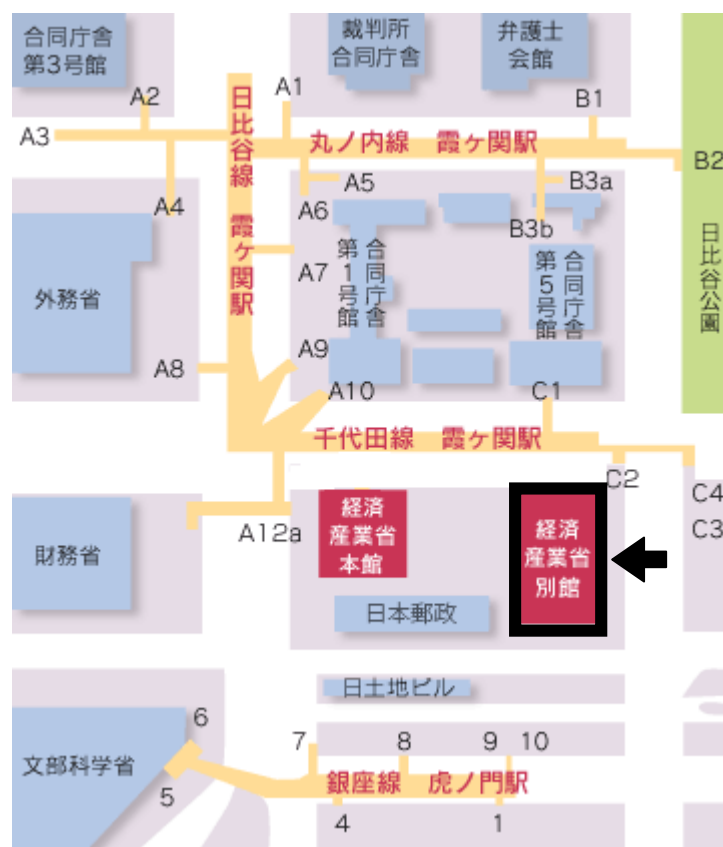 合同庁舎
第3号館
裁判所
合同庁舎
弁護士
会館
A2
A1
B1
A3
日比谷線 霞ヶ関駅
丸ノ内線 霞ヶ関駅
B2
A5
B3a
A4
A6
B3b
日比谷公園
外務省
A7
合同庁舎
第1号館
合同庁舎
第5号館
A9
A8
A10
C1
千代田線 霞ヶ関駅
C2
C4
C3
A12a
経済
産業省
本館
経済
産業省
別館
財務省
日本郵政
日土地ビル
6
7
8
9
10
文部科学省
銀座線 虎ノ門駅
5
4
1